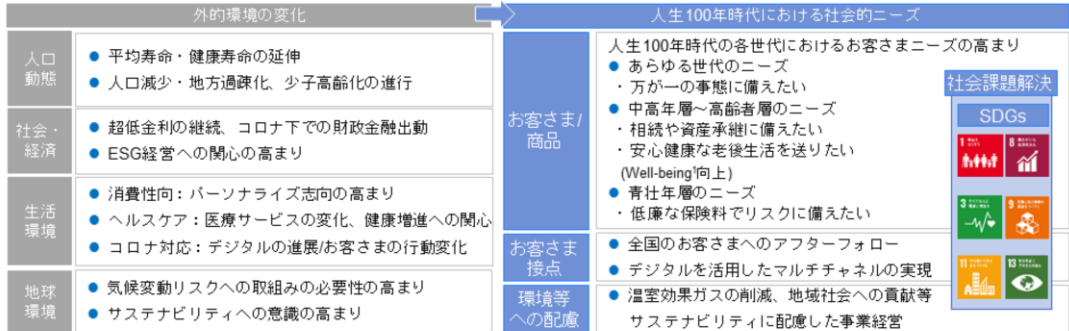 外的環境の変化
人口
動態
● 平均寿命・健康寿命の延伸
● 人口減少・地方過疎化、少子高齢化の進行
社会・
経済
● 超低金利の継続、コロナ下での財政金融出動
● ESG経営への関心の高まり
生活
環境
● 消費性向：パーソナライズ志向の高まり
● ヘルスケア：医療サービスの変化、健康増進への関心
● コロナ対応：デジタルの進展/お客さまの行動変化
地球
環境
● 気候変動リスクへの取組みの必要性の高まり
● サステナビリティへの意識の高まり
人生100年時代における社会的ニーズ
お客さま/
商品
人生100年時代の各世代におけるお客さまニーズの高まり
● あらゆる世代のニーズ
・万が一の事態に備えたい
● 中高年層～高齢者層のニーズ
・相続や資産承継に備えたい
・安心健康な老後生活を送りたい
(Well-being¹向上)
● 青壮年層のニーズ
・低廉な保険料でリスクに備えたい
お客さま
接点
● 全国のお客さまへのアフターフォロー
● デジタルを活用したマルチチャネルの実現
環境等
への配慮
● 温室効果ガスの削減、地域社会への貢献等
サステナビリティに配慮した事業経営
社会課題解決
SDGs
1
8
3
9
11
13